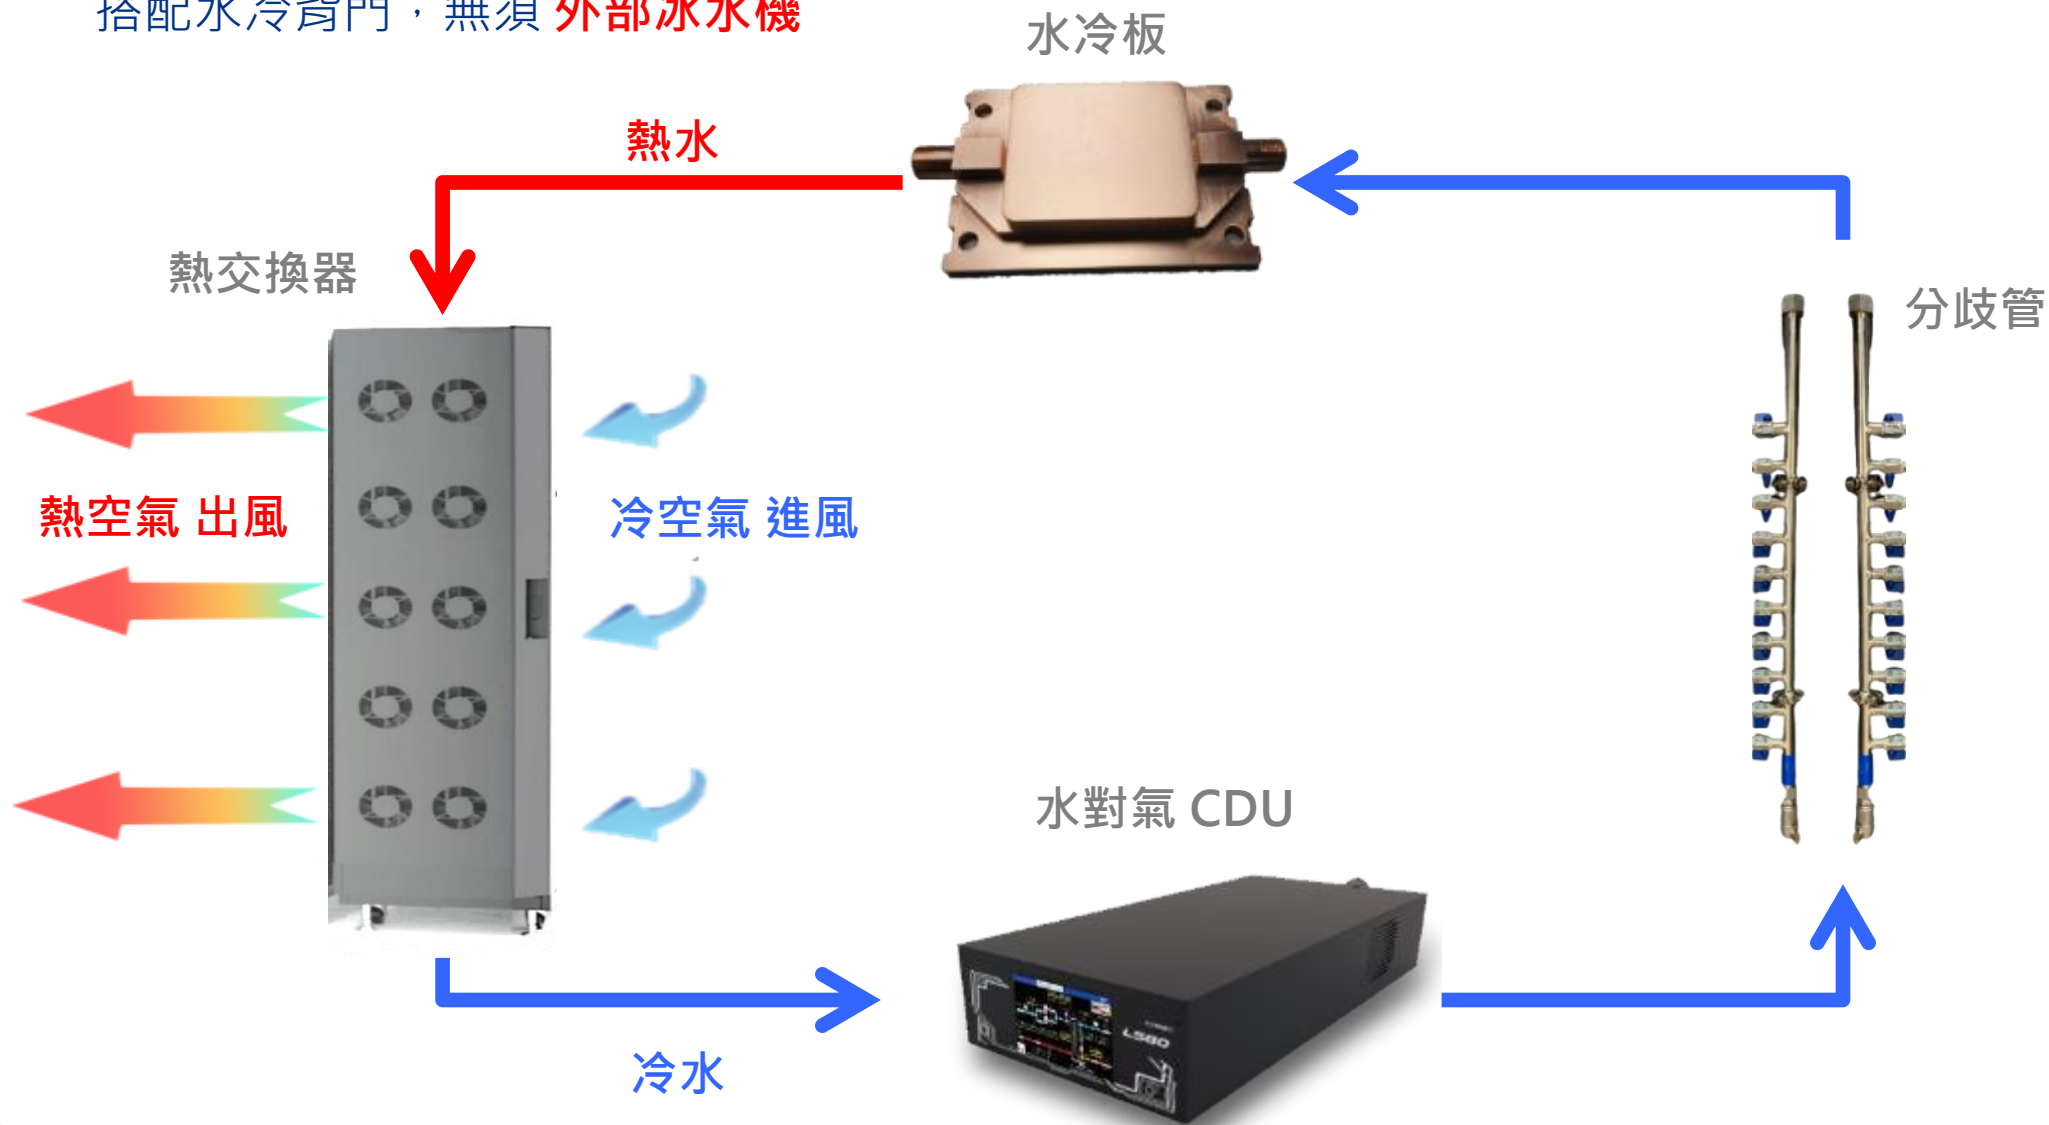 搭配水冷背門，無須 外部冰水機
水冷板
熱水
熱交換器
分歧管
熱空氣 出風
冷空氣 進風
水對氣 CDU
LS80
冷水